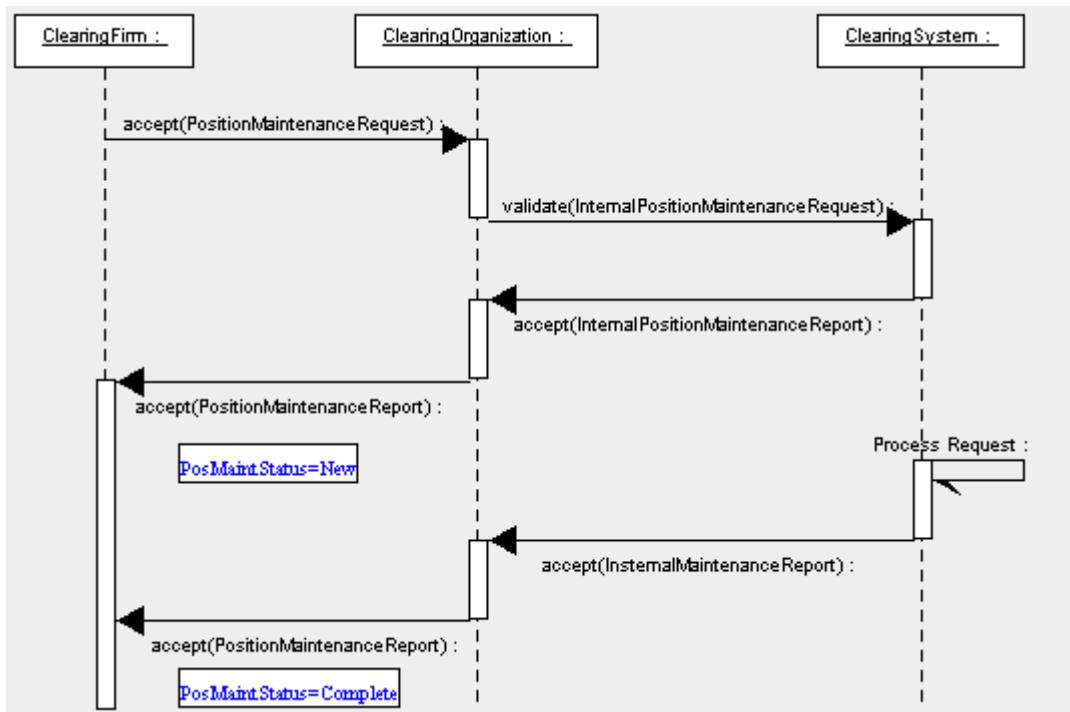 ClearingFirm :
ClearingOrganization :
ClearingSystem :
accept(PositionMaintenanceRequest) :
validate(InternalPositionMaintenanceRequest) :
accept(InternalPositionMaintenanceReport) :
accept(PositionMaintenanceReport) :
Process Request :
PosMaintStatus=New
accept(InsternalMaintenanceReport) :
accept(PositionMaintenanceReport) :
PosMaintStatus=Complete